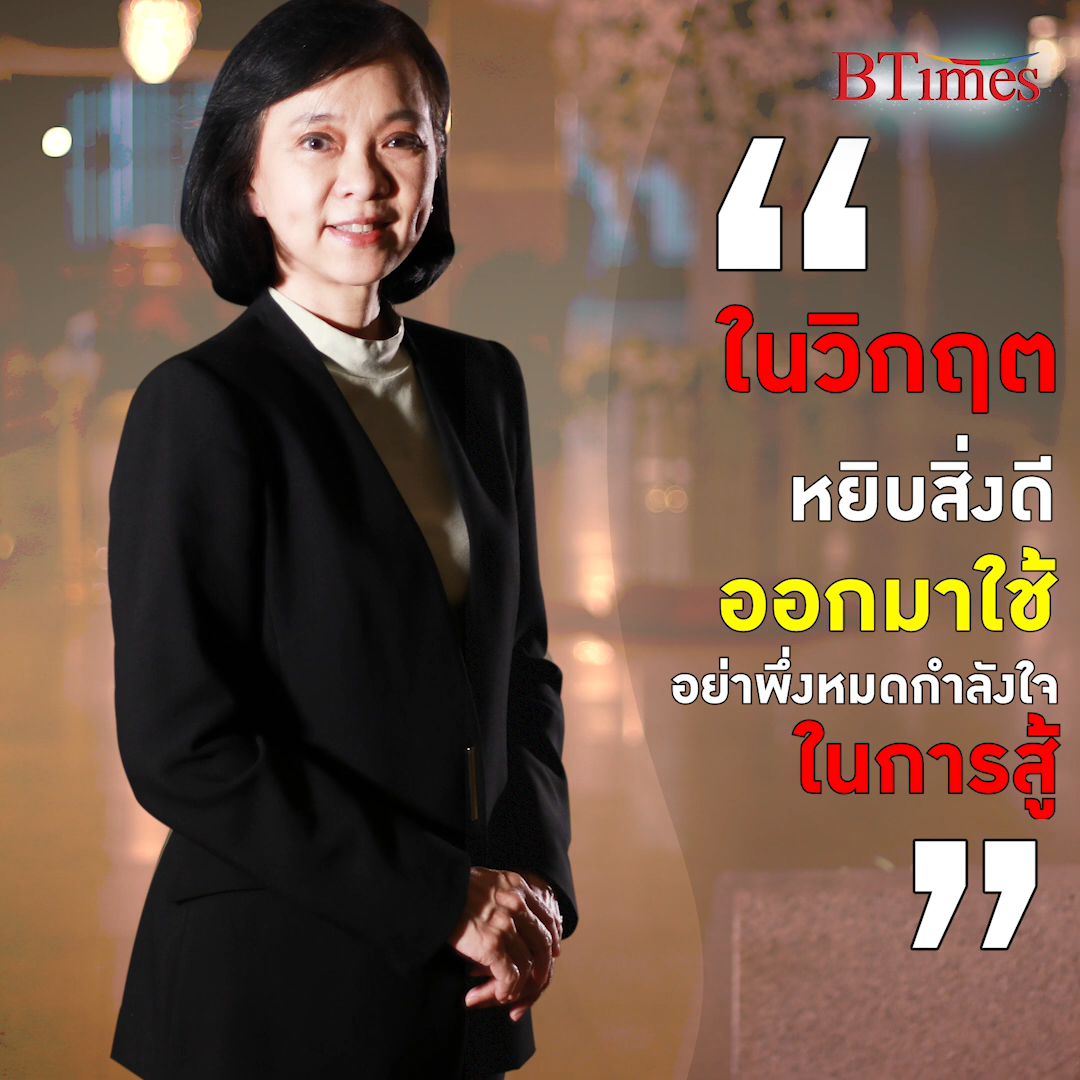 BTimes
“
ในวิกฤต
หยิบสิ่งดี
ออกมาใช้
อย่าพึ่งหมดกำลังใจ
ในการสู้
”